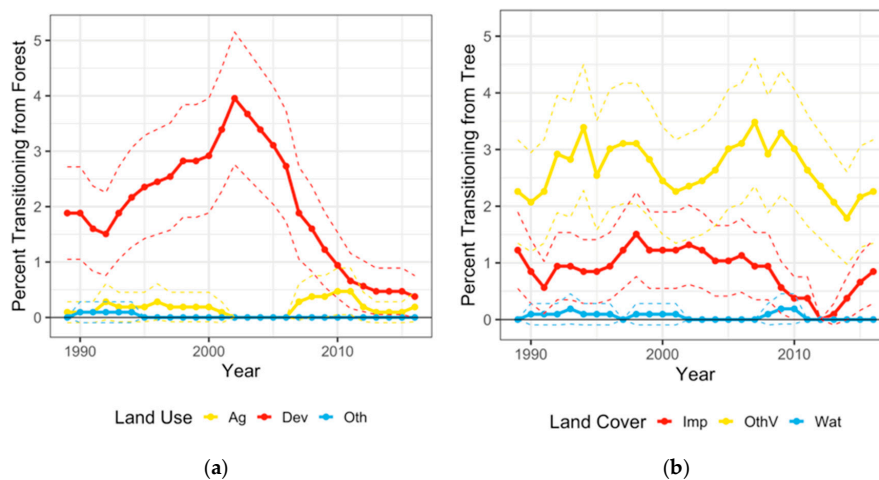 5
4
3
2
1
0
Percent Transitioning from Forest
1990
2000
2010
Year
Land Use Ag Dev Oth
(a)
5
4
3
2
1
0
Percent Transitioning from Tree
1990
2000
2010
Year
Land Cover Imp OthV Wat
(b)